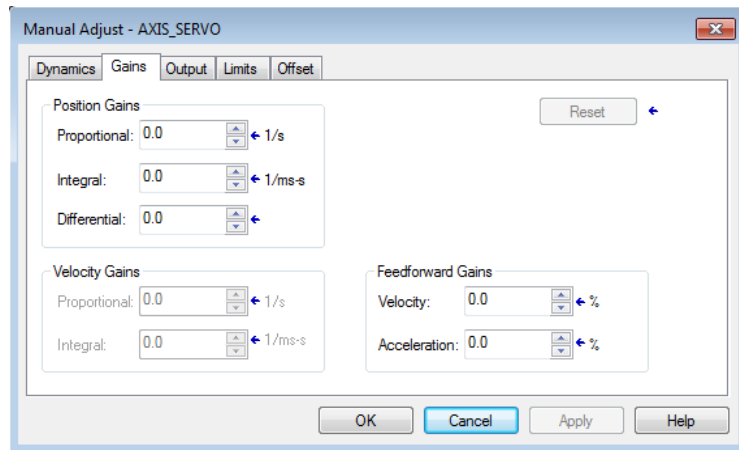 Manual Adjust - AXIS_SERVO
Dynamics Gains Output Limits Offset
Position Gains
Reset
Proportional: 0.0 1/s
Integral: 0.0 1/ms-s
Differential: 0.0
Velocity Gains
Proportional: 0.0 1/s
Integral: 0.0 1/ms-s
Feedforward Gains
Velocity: 0.0 %
Acceleration: 0.0 %
OK Cancel Apply Help